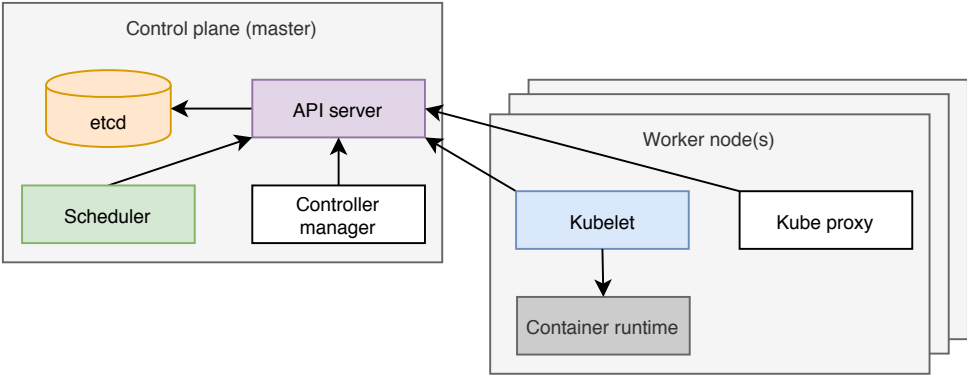 Control plane (master)
etcd
API server
Scheduler
Controller
manager
Worker node(s)
Kubelet
Kube proxy
Container runtime